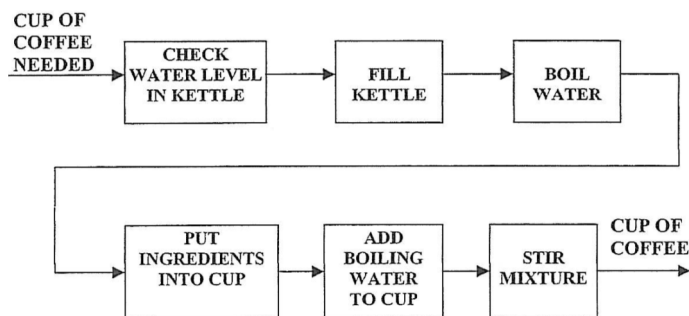 CUP OF
COFFEE
NEEDED
CHECK
WATER LEVEL
IN KETTLE
FILL
KETTLE
BOIL
WATER
PUT
INGREDIENTS
INTO CUP
ADD
BOILING
WATER
TO CUP
STIR
MIXTURE
CUP OF
COFFEE